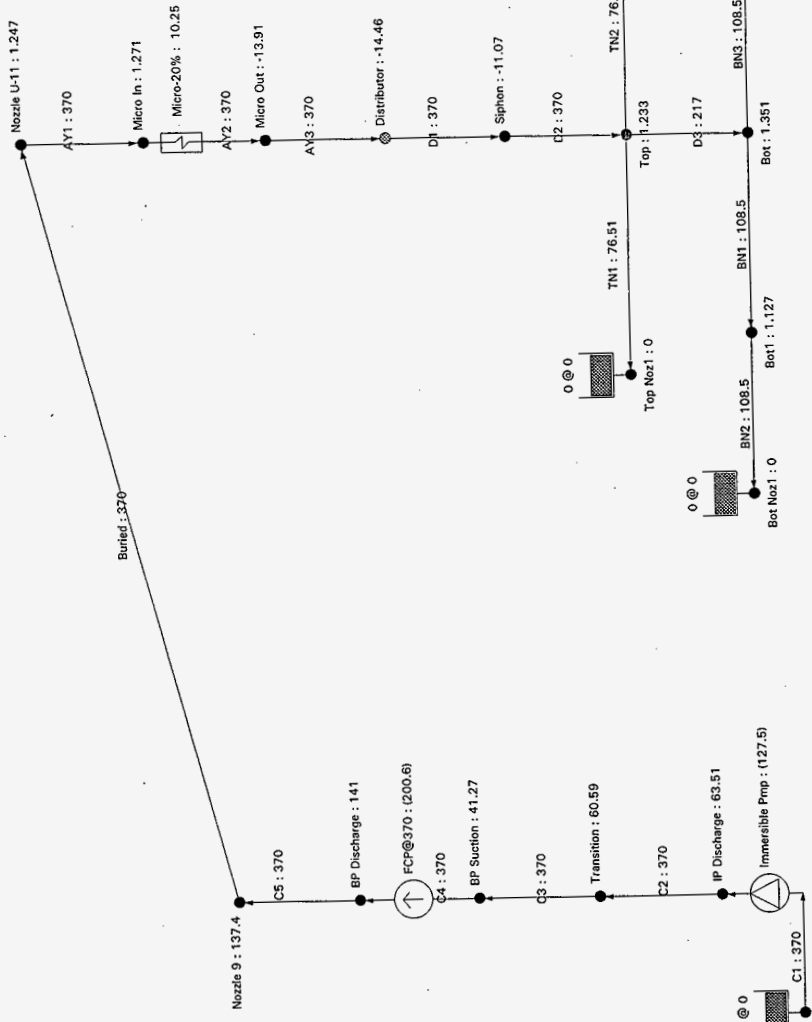 Nozzle U-11 : 1.247
AY1 : 370
Micro In : 1.271
Micro-20% : 10.25
AY2 : 370
Micro Out : -13.91
AY3 : 370
Distributor : -14.46
D1 : 370
Siphon : -11.07
D2 : 370
TN2 : 76.
Top : 1.233
D3 : 217
BN3 : 108.5
Bot : 1.351
TN1 : 76.51
0 @ 0
Top Noz1 : 0
BN1 : 108.5
Bot1 : 1.127
BN2 : 108.5
0 @ 0
Bot Noz1 : 0
Buried : 370
Nozzle 9 : 137.4
C5 : 370
BP Discharge : 141
FCP@370 : (200.6)
C4 : 370
BP Suction : 41.27
C3 : 370
Transition : 60.59
C2 : 370
IP Discharge : 63.51
Immersible Pmp : (127.5)
C1 : 370
@ 0